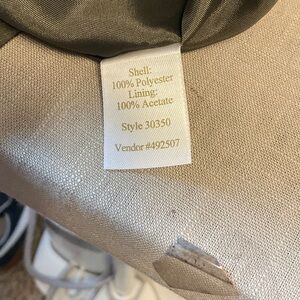 Shell:
100% Polyester
Lining:
100% Acetate
Style 30350
Vendor #492507